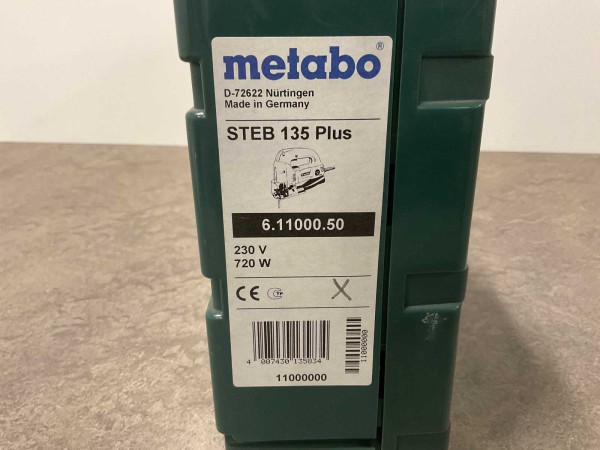 metabo®
D-72622 Nürtingen
Made in Germany
STEB 135 Plus
6.11000.50
230 V
720 W
CE
X
4 007430 135834
11000000
11000000